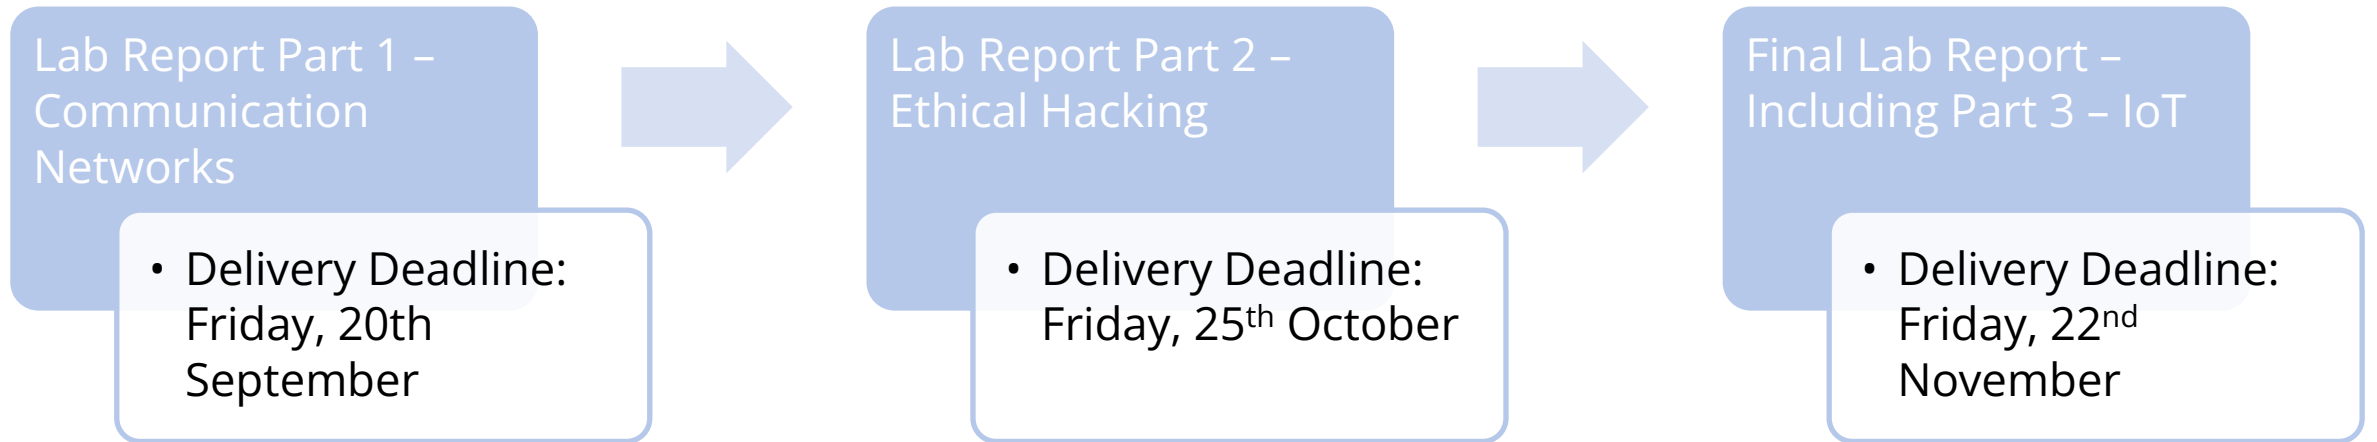 Lab Report Part 1 –
Communication
Networks
• Delivery Deadline:
Friday, 20th
September
Lab Report Part 2 –
Ethical Hacking
• Delivery Deadline:
Friday, 25th October
Final Lab Report –
Including Part 3 – IoT
• Delivery Deadline:
Friday, 22nd
November